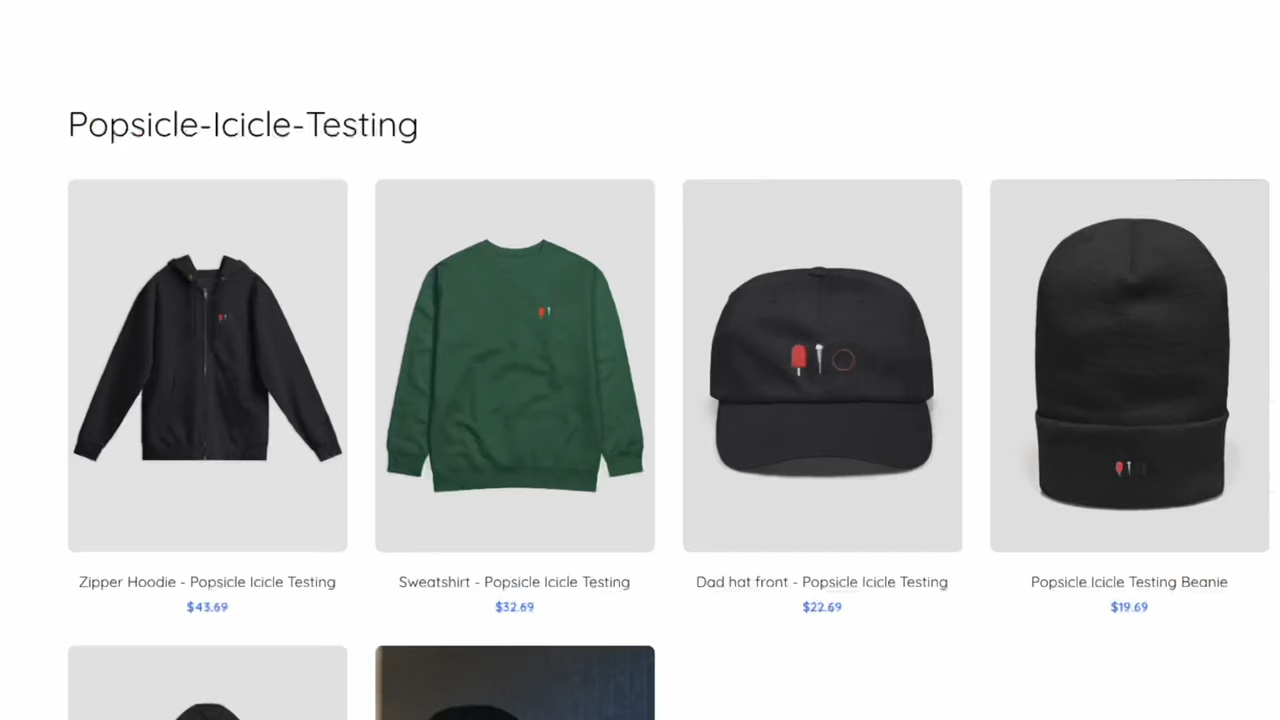 Popsicle-Icicle-Testing
Zipper Hoodie - Popsicle Icicle Testing
$43.69
Sweatshirt - Popsicle Icicle Testing
$32.69
Dad hat front - Popsicle Icicle Testing
$22.69
Popsicle Icicle Testing Beanie
$19.69